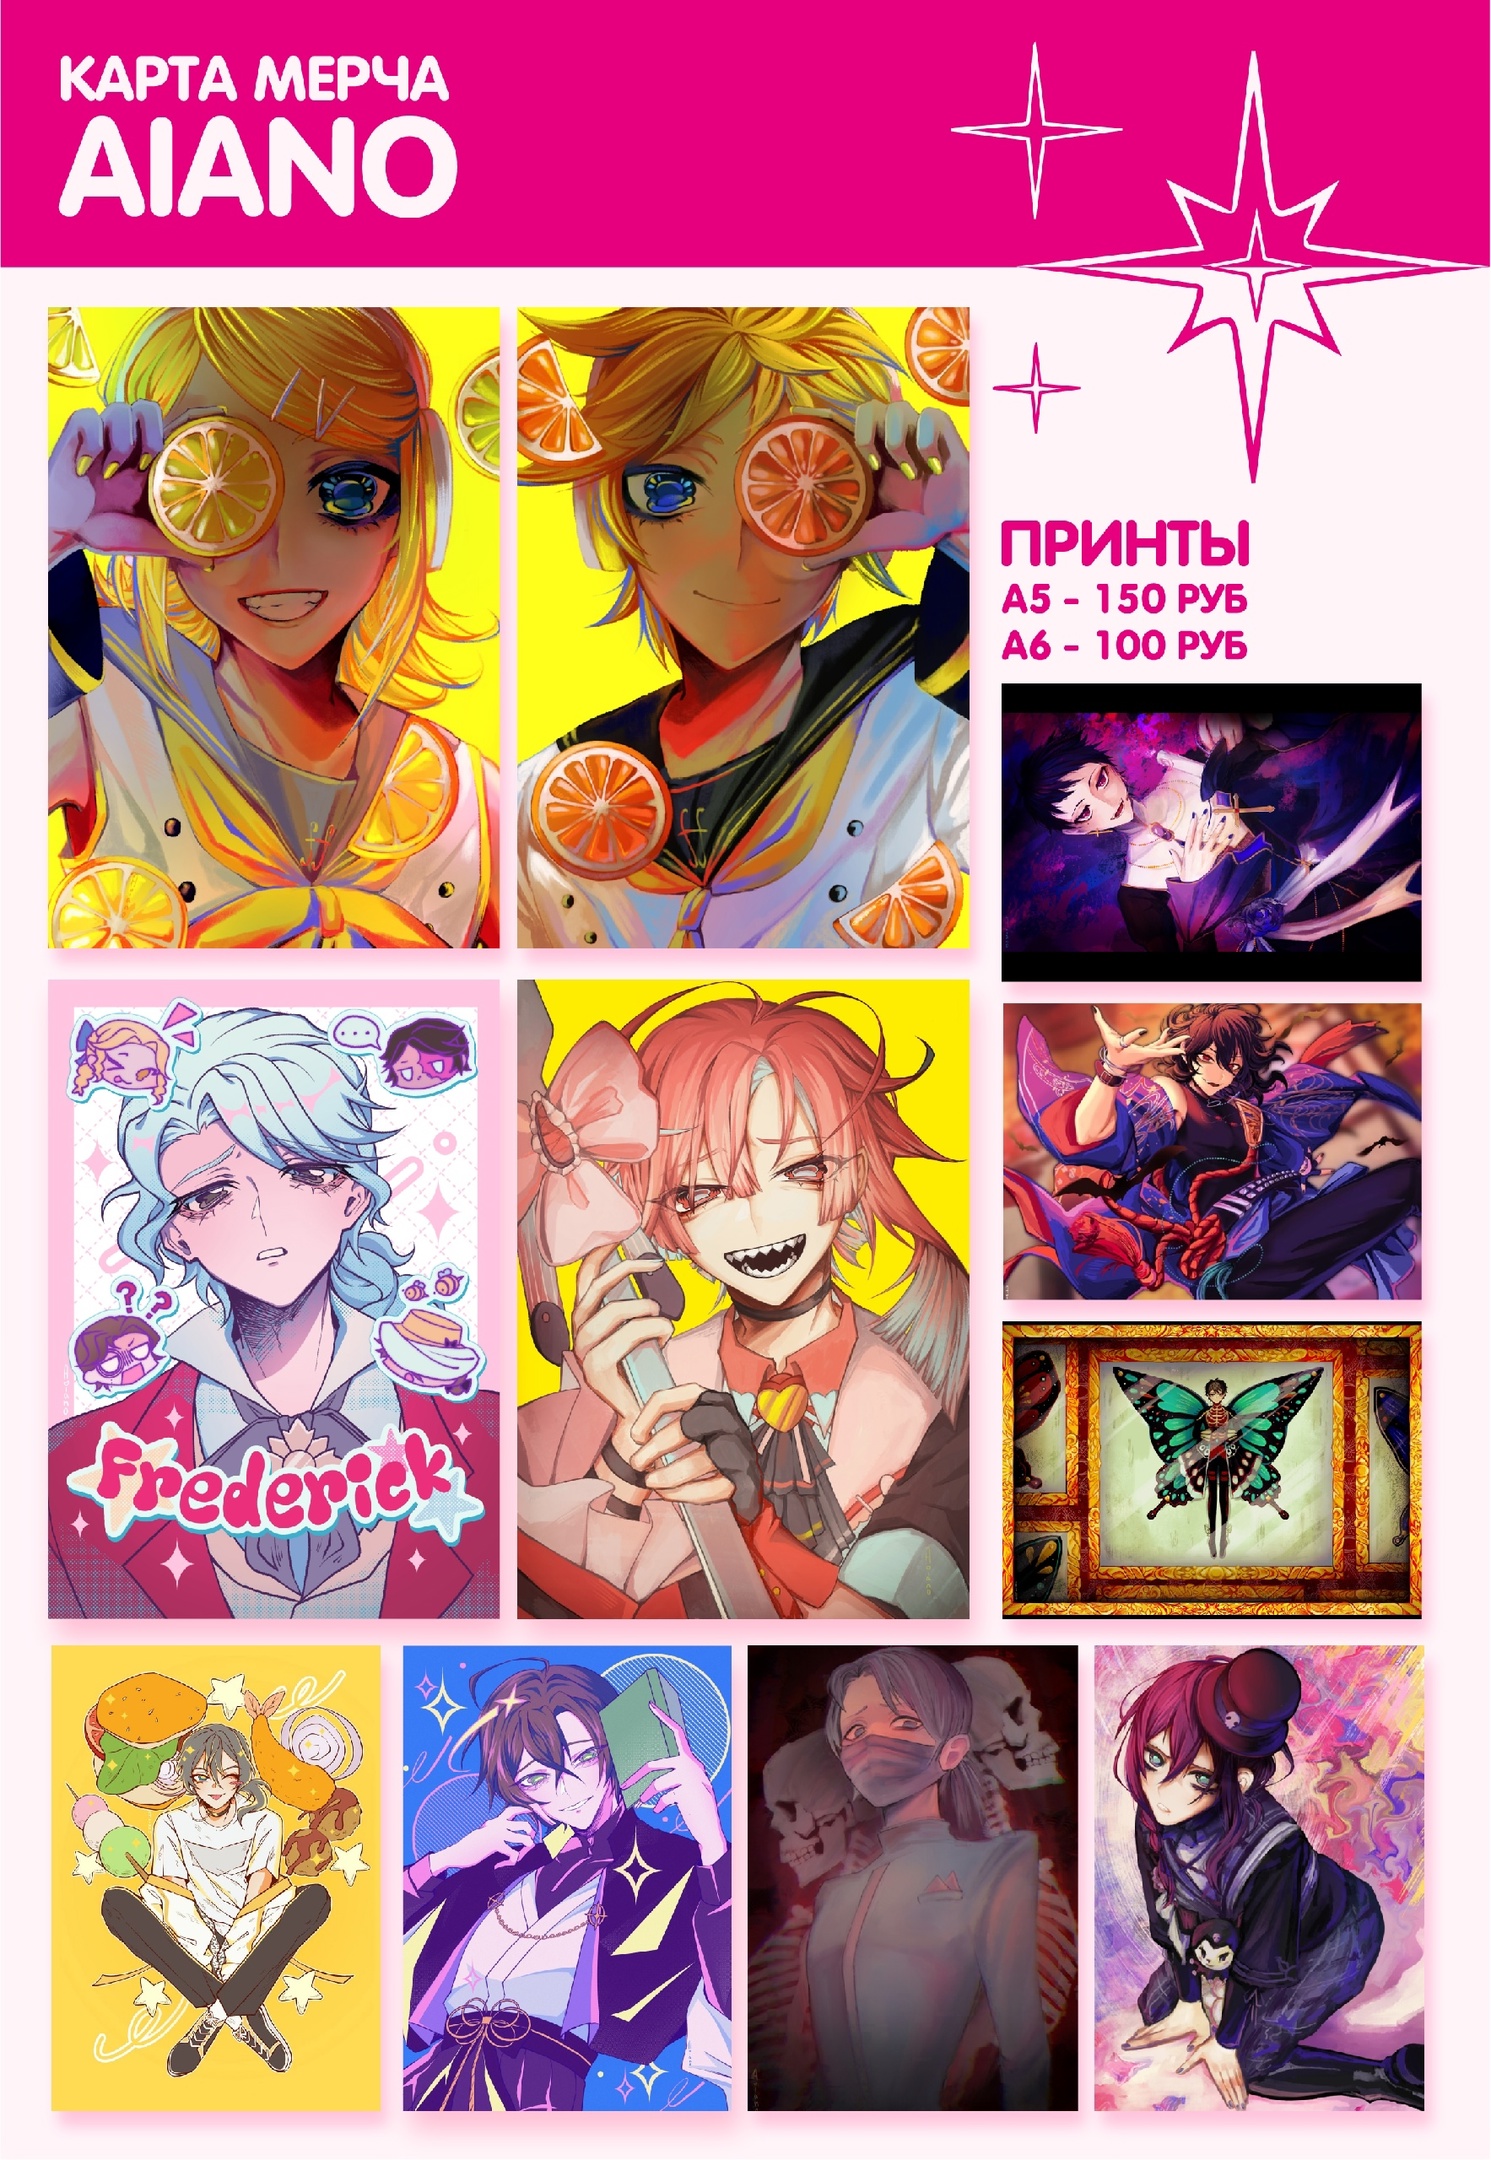 КАРТА МЕРЧА
AIANO
ПРИНТЫ
А5 - 150 РУБ
А6 - 100 РУБ
...
? ?
Frederick